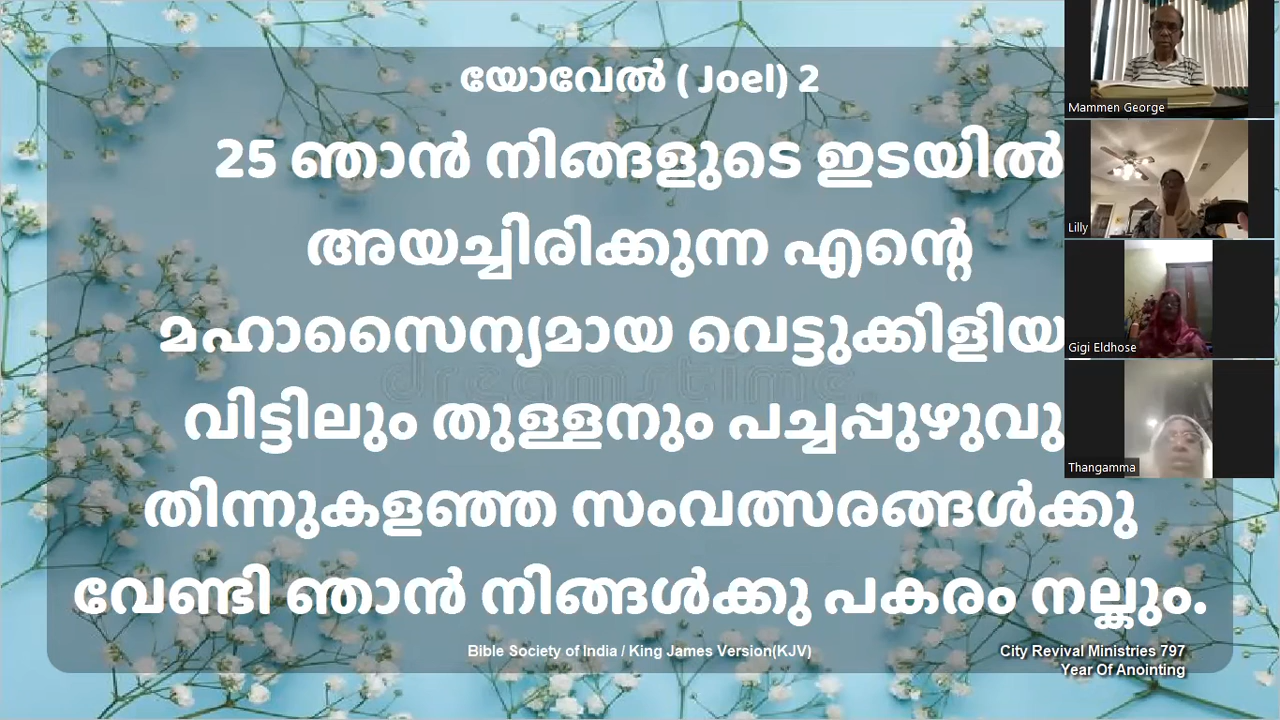 യോവേൽ ( Joel) 2
25 ഞാൻ നിങ്ങളുടെ ഇടയിൽ
അയച്ചിരിക്കുന്ന എന്റെ
മഹാസൈന്യമായ വെട്ടുക്കിളിയ
വിട്ടിലും തുള്ളനും പച്ചപ്പുഴുവു
തിന്നുകളഞ്ഞ സംവത്സരങ്ങൾക്കു
വേണ്ടി ഞാൻ നിങ്ങൾക്കു പകരം നല്കും.
dreamstime
Bible Society of India / King James Version(KJV)
City Revival Ministries 797
Year Of Anointing
Mammen George
Lilly
Gigi Eldhose
Thangamma